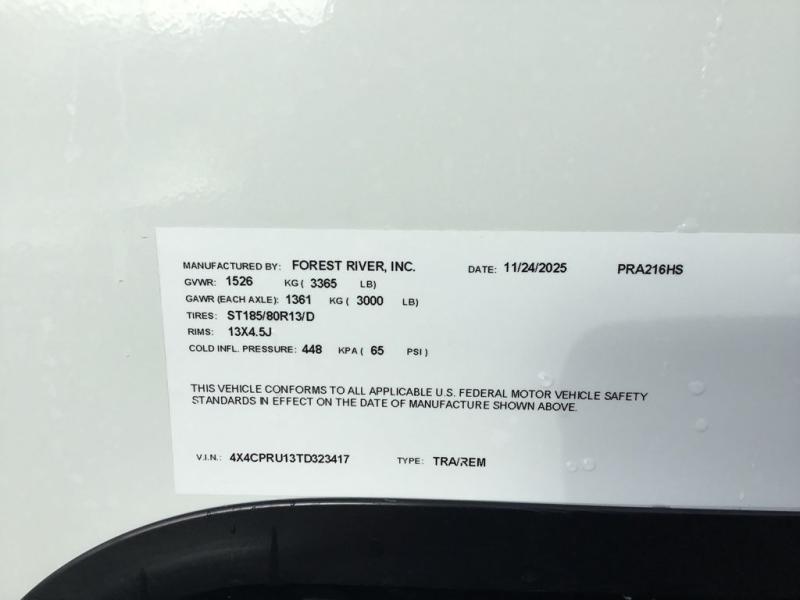 MANUFACTURED BY: FOREST RIVER, INC. DATE: 11/24/2025 PRA216HS
GVWR: 1526 KG ( 3365 LB)
GAWR (EACH AXLE): 1361 KG ( 3000 LB)
TIRES: ST185/80R13/D
RIMS: 13X4.5J
COLD INFL. PRESSURE: 448 KPA ( 65 PSI )
THIS VEHICLE CONFORMS TO ALL APPLICABLE U.S. FEDERAL MOTOR VEHICLE SAFETY
STANDARDS IN EFFECT ON THE DATE OF MANUFACTURE SHOWN ABOVE.
V.I.N.: 4X4CPRU13TD323417 TYPE: TRA/REM